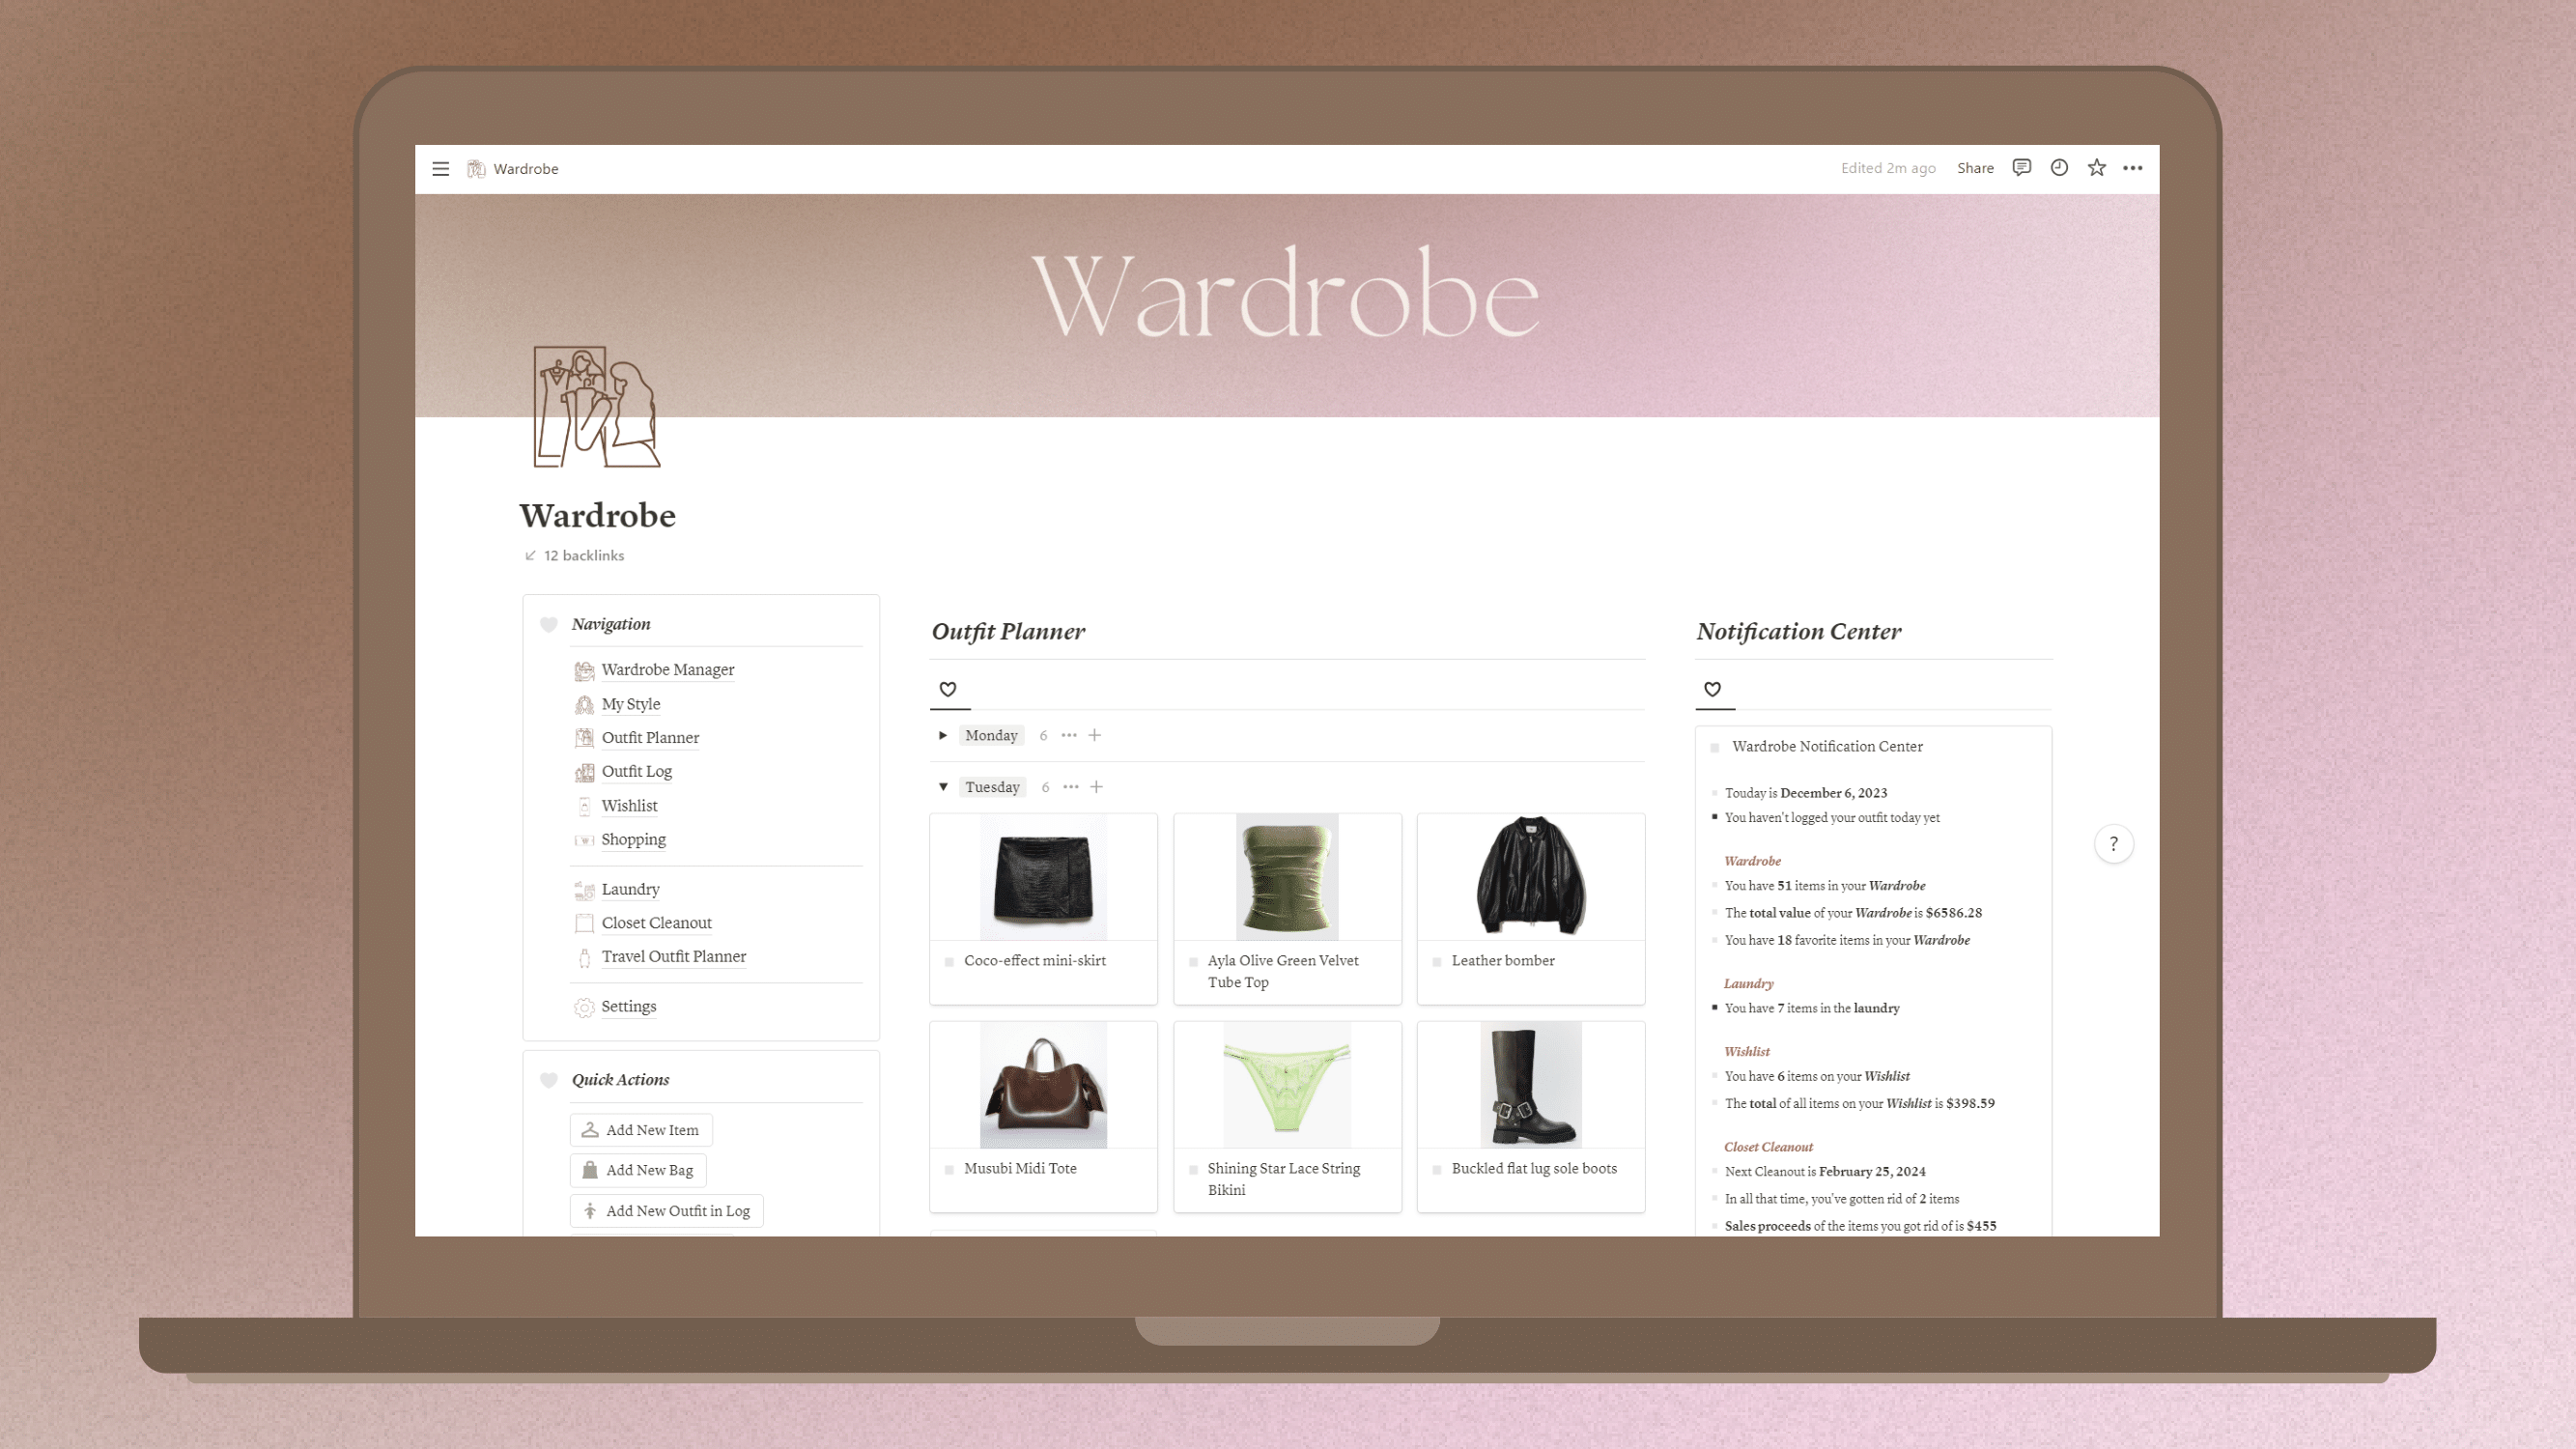 Wardrobe
Edited 2m ago
Share
Wardrobe
Wardrobe
12 backlinks
Navigation
Wardrobe Manager
My Style
Outfit Planner
Outfit Log
Wishlist
Shopping
Laundry
Closet Cleanout
Travel Outfit Planner
Settings
Quick Actions
Add New Item
Add New Bag
Add New Outfit in Log
Outfit Planner
Monday 6
Tuesday 6
Coco-effect mini-skirt
Ayla Olive Green Velvet
Tube Top
Leather bomber
Musubi Midi Tote
Shining Star Lace String
Bikini
Buckled flat lug sole boots
Notification Center
Wardrobe Notification Center
Touday is December 6, 2023
You haven't logged your outfit today yet
Wardrobe
You have 51 items in your Wardrobe
The total value of your Wardrobe is $6586.28
You have 18 favorite items in your Wardrobe
Laundry
You have 7 items in the laundry
Wishlist
You have 6 items on your Wishlist
The total of all items on your Wishlist is $398.59
Closet Cleanout
Next Cleanout is February 25, 2024
In all that time, you've gotten rid of 2 items
Sales proceeds of the items you got rid of is $455
?